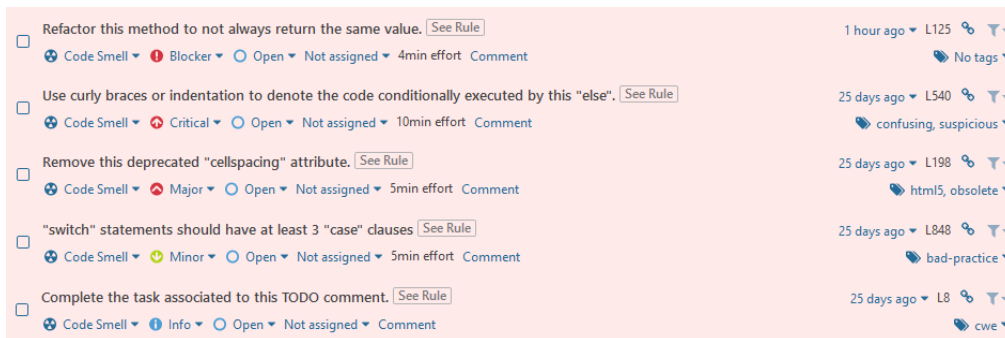 Refactor this method to not always return the same value. See Rule 1 hour ago L125
Code Smell Blocker Open Not assigned 4min effort Comment No tags
Use curly braces or indentation to denote the code conditionally executed by this "else". See Rule 25 days ago L540
Code Smell Critical Open Not assigned 10min effort Comment confusing, suspicious
Remove this deprecated "cellspacing" attribute. See Rule 25 days ago L198
Code Smell Major Open Not assigned 5min effort Comment html5, obsolete
"switch" statements should have at least 3 "case" clauses See Rule 25 days ago L848
Code Smell Minor Open Not assigned 5min effort Comment bad-practice
Complete the task associated to this TODO comment. See Rule 25 days ago L8
Code Smell Info Open Not assigned Comment cwe